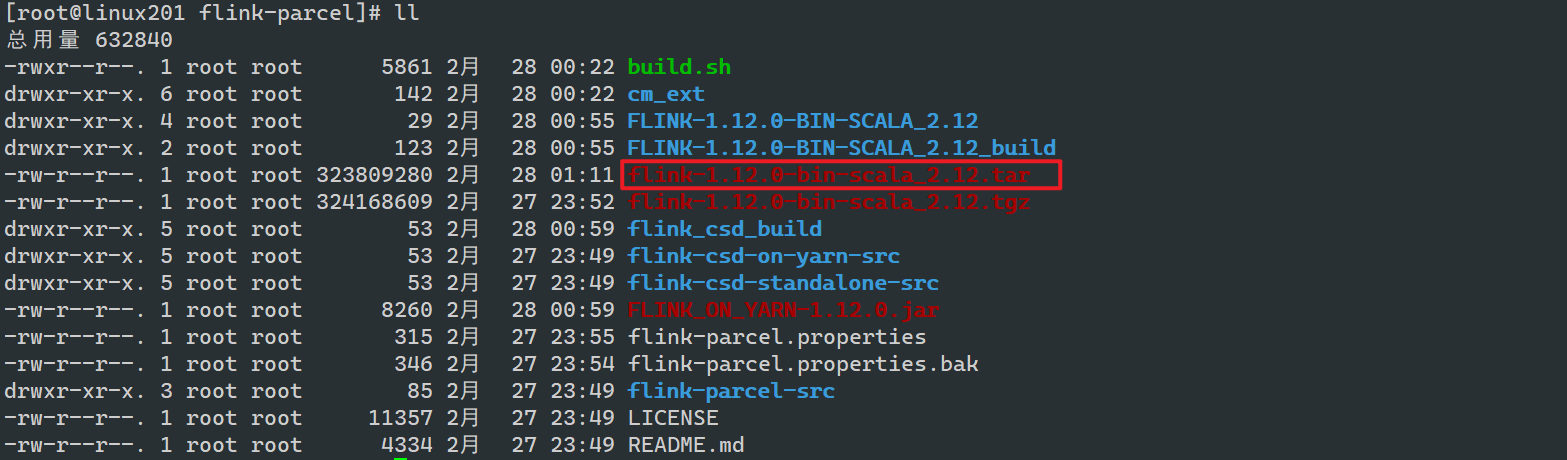 [root@linux201 flink-parcel]# ll
总用量 632840
-rwxr--r--. 1 root root      5861 2月  28 00:22 build.sh
drwxr-xr-x. 6 root root       142 2月  28 00:22 cm_ext
drwxr-xr-x. 4 root root        29 2月  28 00:55 FLINK-1.12.0-BIN-SCALA_2.12
drwxr-xr-x. 2 root root       123 2月  28 00:55 FLINK-1.12.0-BIN-SCALA_2.12_build
-rw-r--r--. 1 root root 323809280 2月  28 01:11 flink-1.12.0-bin-scala_2.12.tar
-rw-r--r--. 1 root root 324168609 2月  27 23:52 flink-1.12.0-bin-scala_2.12.tgz
drwxr-xr-x. 5 root root        53 2月  28 00:59 flink_csd_build
drwxr-xr-x. 5 root root        53 2月  27 23:49 flink-csd-on-yarn-src
drwxr-xr-x. 5 root root        53 2月  27 23:49 flink-csd-standalone-src
-rw-r--r--. 1 root root      8260 2月  28 00:59 FLINK_ON_YARN-1.12.0.jar
-rw-r--r--. 1 root root       315 2月  27 23:55 flink-parcel.properties
-rw-r--r--. 1 root root       346 2月  27 23:54 flink-parcel.properties.bak
drwxr-xr-x. 3 root root        85 2月  27 23:49 flink-parcel-src
-rw-r--r--. 1 root root     11357 2月  27 23:49 LICENSE
-rw-r--r--. 1 root root      4334 2月  27 23:49 README.md